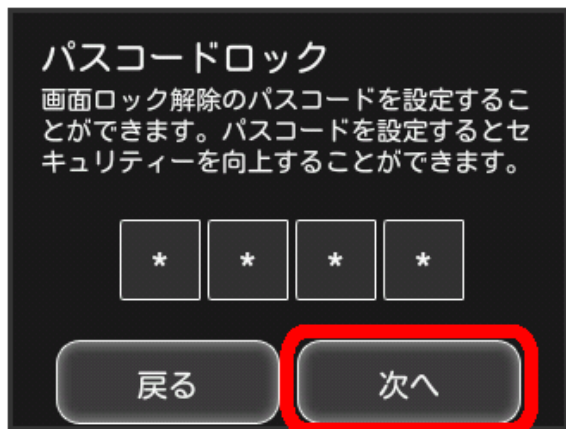 パスコードロック
画面ロック解除のパスコードを設定するこ
とができます。パスコードを設定するとセ
キュリティーを向上することができます。
* * * *
戻る 次へ